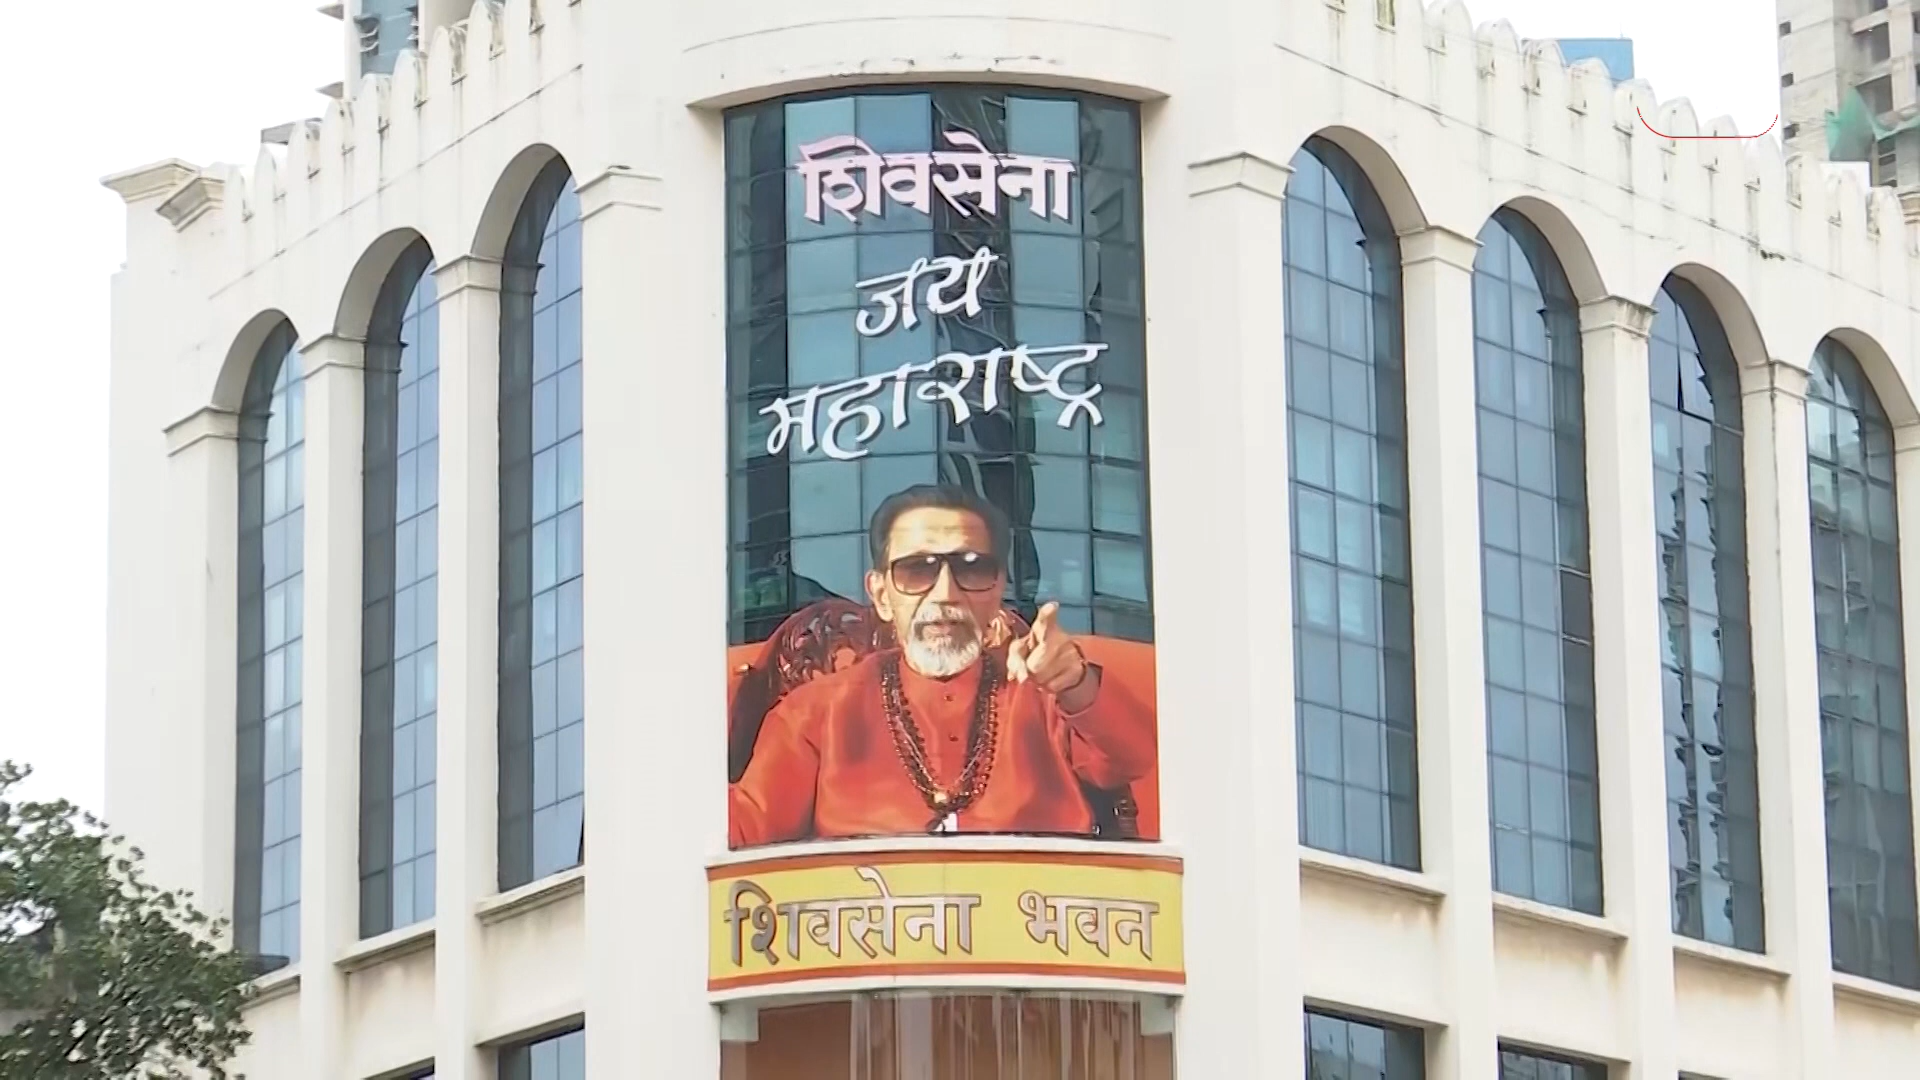 शिवसेना
जय
महाराष्ट्र
शिवसेना भवन